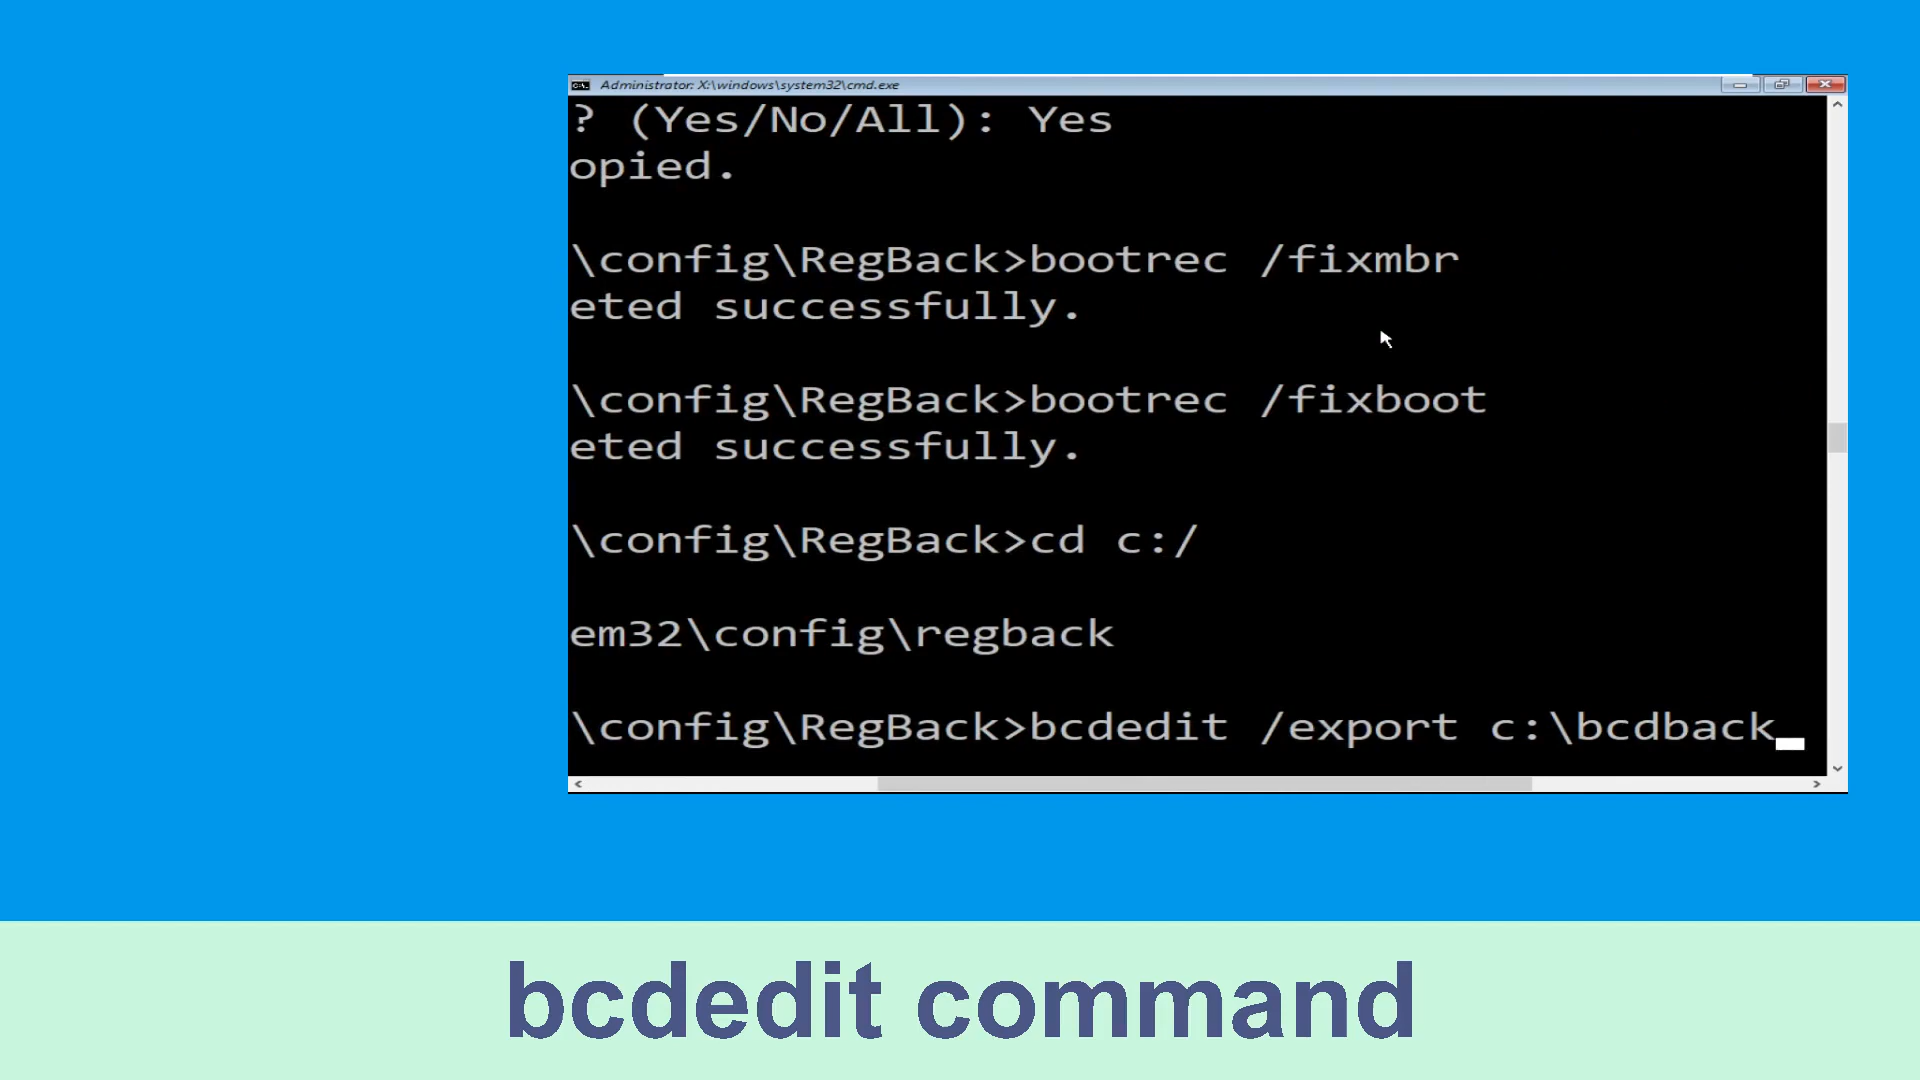 Administrator: X:\windows\system32\cmd.exe
? (Yes/No/All): Yes
opied.
\config\RegBack>bootrec /fixmbr
eted successfully.
\config\RegBack>bootrec /fixboot
eted successfully.
\config\RegBack>cd c:/
em32\config\regback
\config\RegBack>bcdedit /export c:\bcdback
bcdedit command